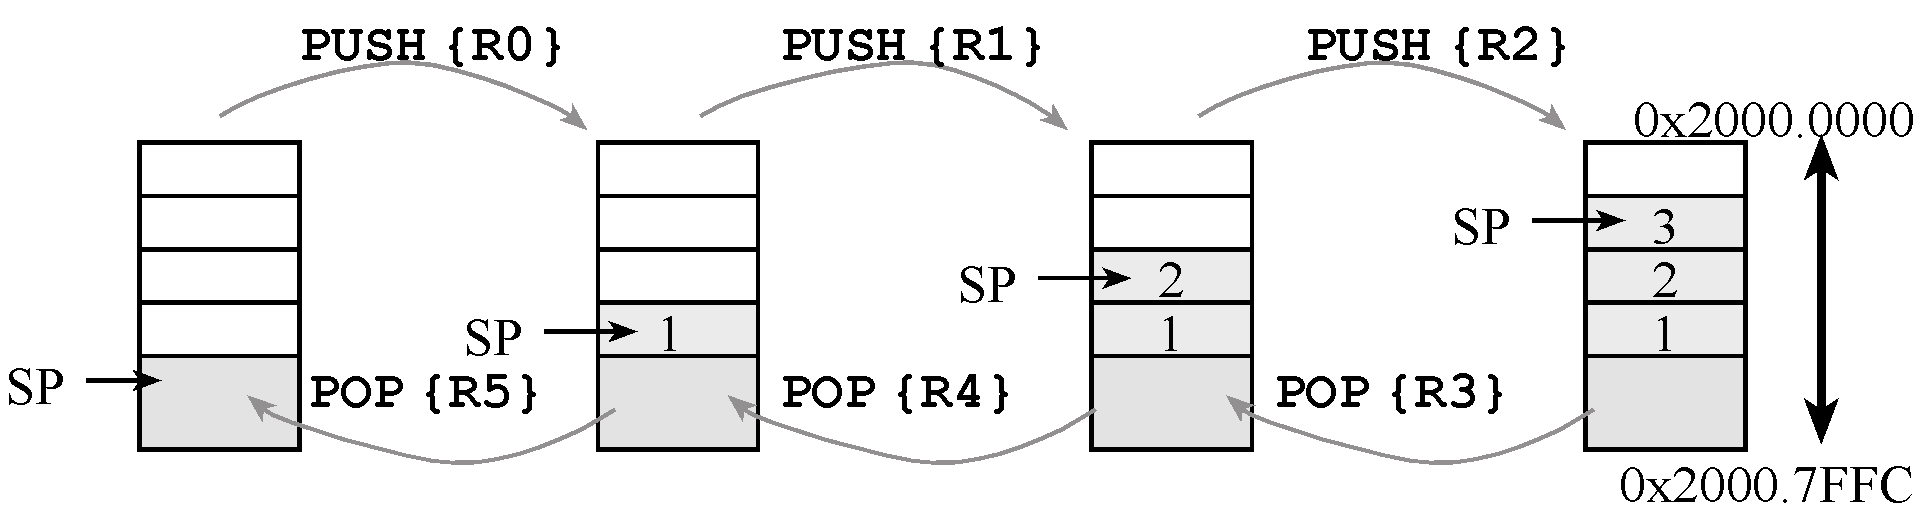 PUSH {R0}
PUSH {R1}
PUSH {R2}
0x2000.0000
SP
3
SP
2
2
SP
1
1
1
SP
POP {R5}
POP {R4}
POP {R3}
0x2000.7FFC